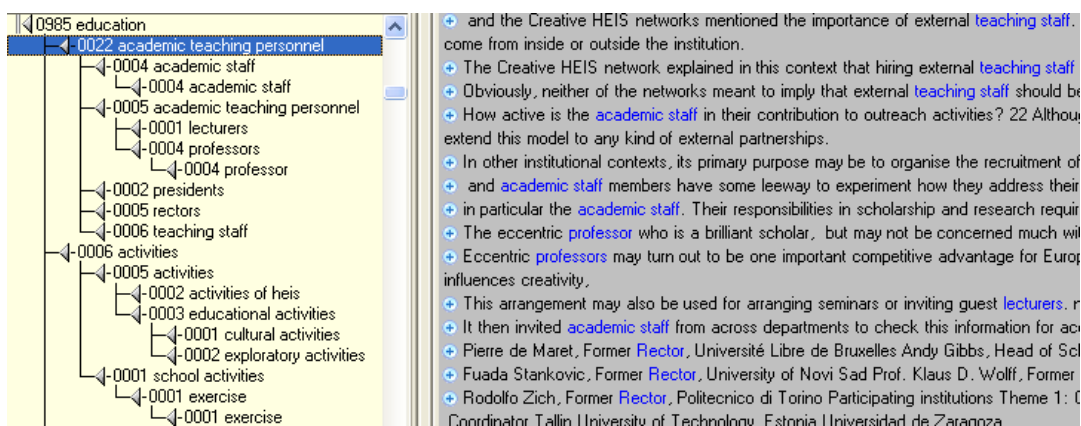 0985 education
0022 academic teaching personnel
0004 academic staff
0004 academic staff
0005 academic teaching personnel
0001 lecturers
0004 professors
0004 professor
0002 presidents
0005 rectors
0006 teaching staff
0006 activities
0005 activities
0002 activities of heis
0003 educational activities
0001 cultural activities
0002 exploratory activities
0001 school activities
0001 exercise
0001 exercise
and the Creative HEIS networks mentioned the importance of external teaching staff.
come from inside or outside the institution.
The Creative HEIS network explained in this context that hiring external teaching staff
Obviously, neither of the networks meant to imply that external teaching staff should be
How active is the academic staff in their contribution to outreach activities? 22 Althoug
extend this model to any kind of external partnerships.
In other institutional contexts, its primary purpose may be to organise the recruitment of
and academic staff members have some leeway to experiment how they address their
in particular the academic staff. Their responsibilities in scholarship and research requir
The eccentric professor who is a brilliant scholar, but may not be concerned much wit
Eccentric professors may turn out to be one important competitive advantage for Europ
influences creativity,
This arrangement may also be used for arranging seminars or inviting guest lecturers. n
It then invited academic staff from across departments to check this information for acc
Pierre de Maret, Former Rector, Université Libre de Bruxelles Andy Gibbs, Head of Sch
Fuada Stankovic, Former Rector, University of Novi Sad Prof. Klaus D. Wolff, Former
Rodolfo Zich, Former Rector, Politecnico di Torino Participating institutions Theme 1: C
Coordinator Tallin University of Technology, Estonia Universidad de Zaragoza